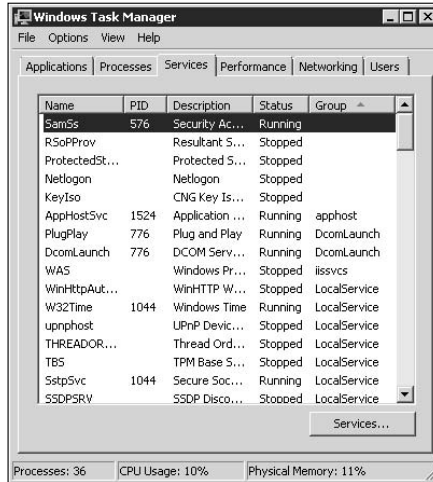 Windows Task Manager
File Options View Help
Applications Processes Services Performance Networking Users
Name PID Description Status Group
SamSs 576 Security Ac... Running
RSoPProv Resultant S... Stopped
ProtectedSt... Protected S... Stopped
Netlogon Netlogon Stopped
KeyIso CNG Key Is... Stopped
AppHostSvc 1524 Application ... Running apphost
PlugPlay 776 Plug and Play Running DcomLaunch
DcomLaunch 776 DCOM Serv... Running DcomLaunch
WAS Windows Pr... Stopped iissvcs
WinHttpAut... WinHTTP W... Stopped LocalService
W32Time 1044 Windows Time Running LocalService
upnphost UPnP Devic... Stopped LocalService
THREADOR... Thread Ord... Stopped LocalService
TBS TPM Base S... Stopped LocalService
SstpSvc 1044 Secure Soc... Running LocalService
SSDPSRV SSDP Disco... Stopped LocalService
Services...
Processes: 36 CPU Usage: 10% Physical Memory: 11%